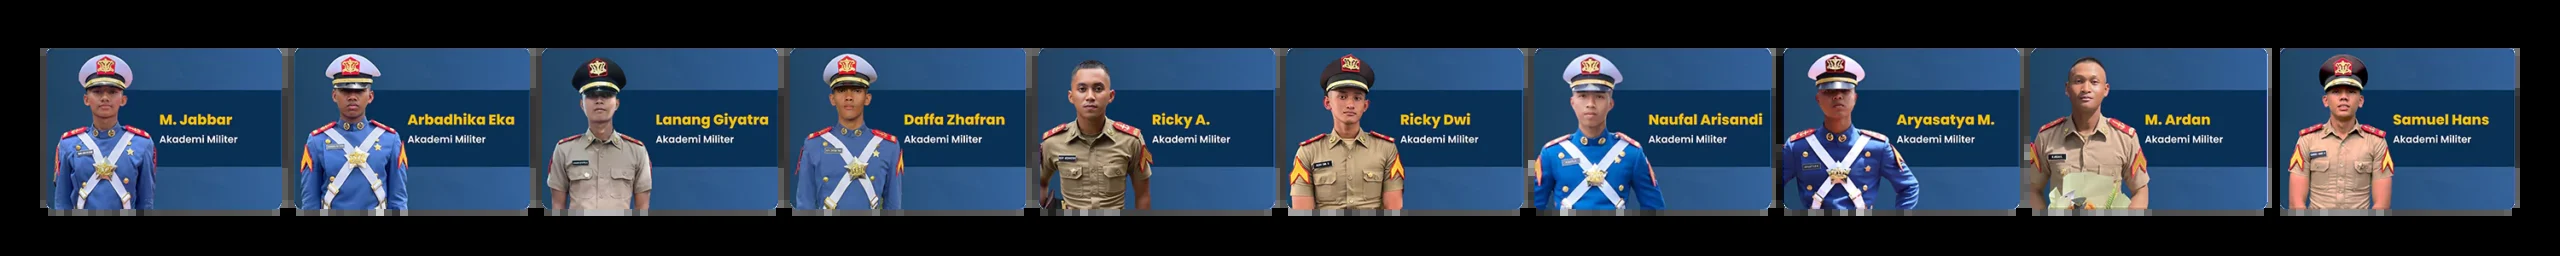 M. Jabbar
Akademi Militer
Arbadhika Eka
Akademi Militer
Lanang Giyatra
Akademi Militer
Daffa Zhafran
Akademi Militer
Ricky A.
Akademi Militer
Ricky Dwi
Akademi Militer
Naufal Arisandi
Akademi Militer
Aryasatya M.
Akademi Militer
M. Ardan
Akademi Militer
Samuel Hans
Akademi Militer